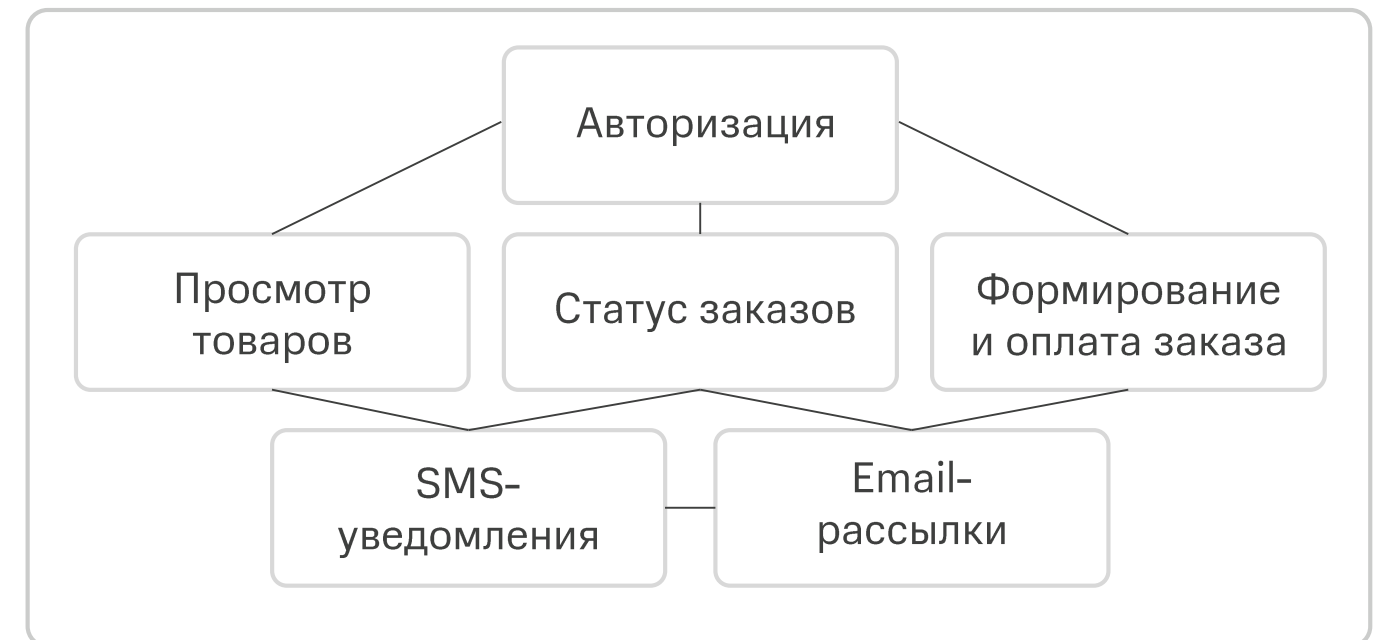 Авторизация
Просмотр
товаров
Статус заказов
Формирование
и оплата заказа
SMS-
уведомления
Email-
рассылки